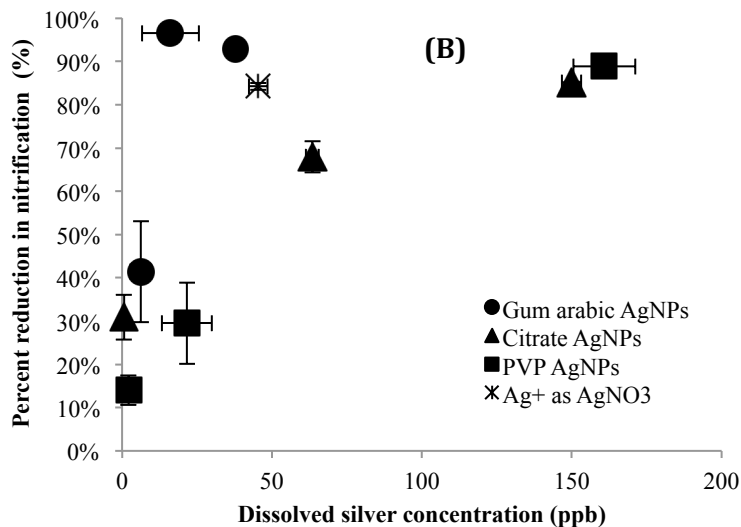 100%
90%
80%
70%
60%
50%
40%
30%
20%
10%
0%
Percent reduction in nitrification (%)
(B)
Gum arabic AgNPs
Citrate AgNPs
PVP AgNPs
Ag+ as AgNO3
0 50 100 150 200
Dissolved silver concentration (ppb)